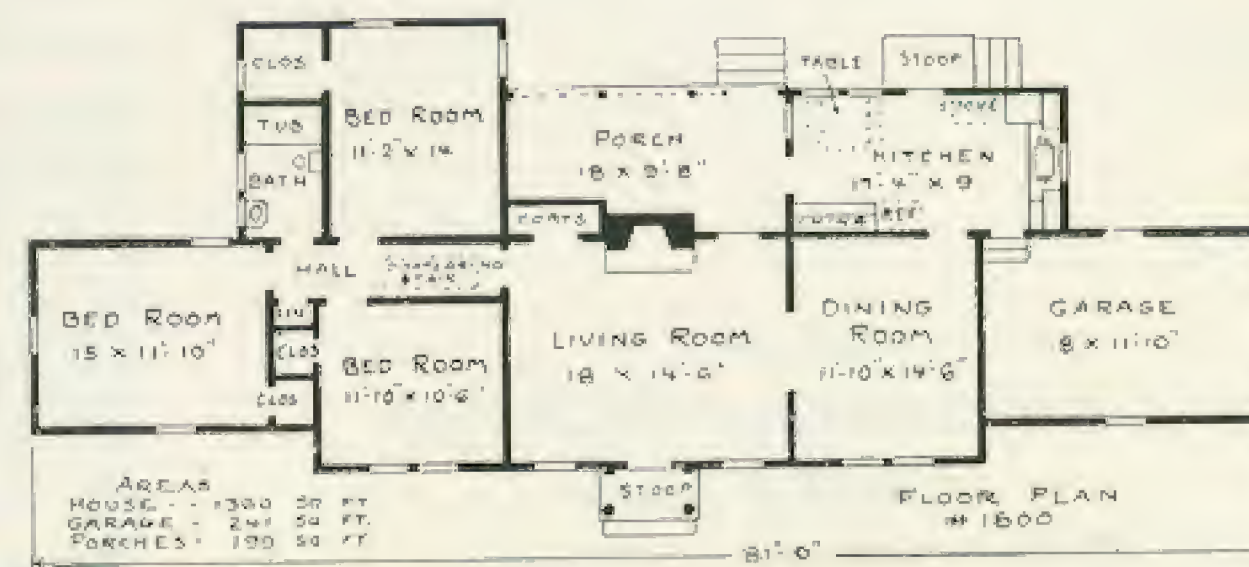 CLOS
TUB
BATH
BED ROOM
11'-2" X 14
PORCH
18 X 9'-8"
TABLE
STOOP
STOVE
KITCHEN
REF.
COATS
HALL
BED ROOM
15 X 11'-10"
CLOS
CLOS
BED ROOM
11'-10" X 10'-6"
LIVING ROOM
18 X 14'-6"
DINING
ROOM
11'-10" X 14'-6"
GARAGE
18 X 11'-10"
STOOP
AREAS
HOUSE - - 1300 SQ FT
GARAGE - 241 SQ FT.
PORCHES - 190 SQ FT
FLOOR PLAN
# 1600
81'-0"